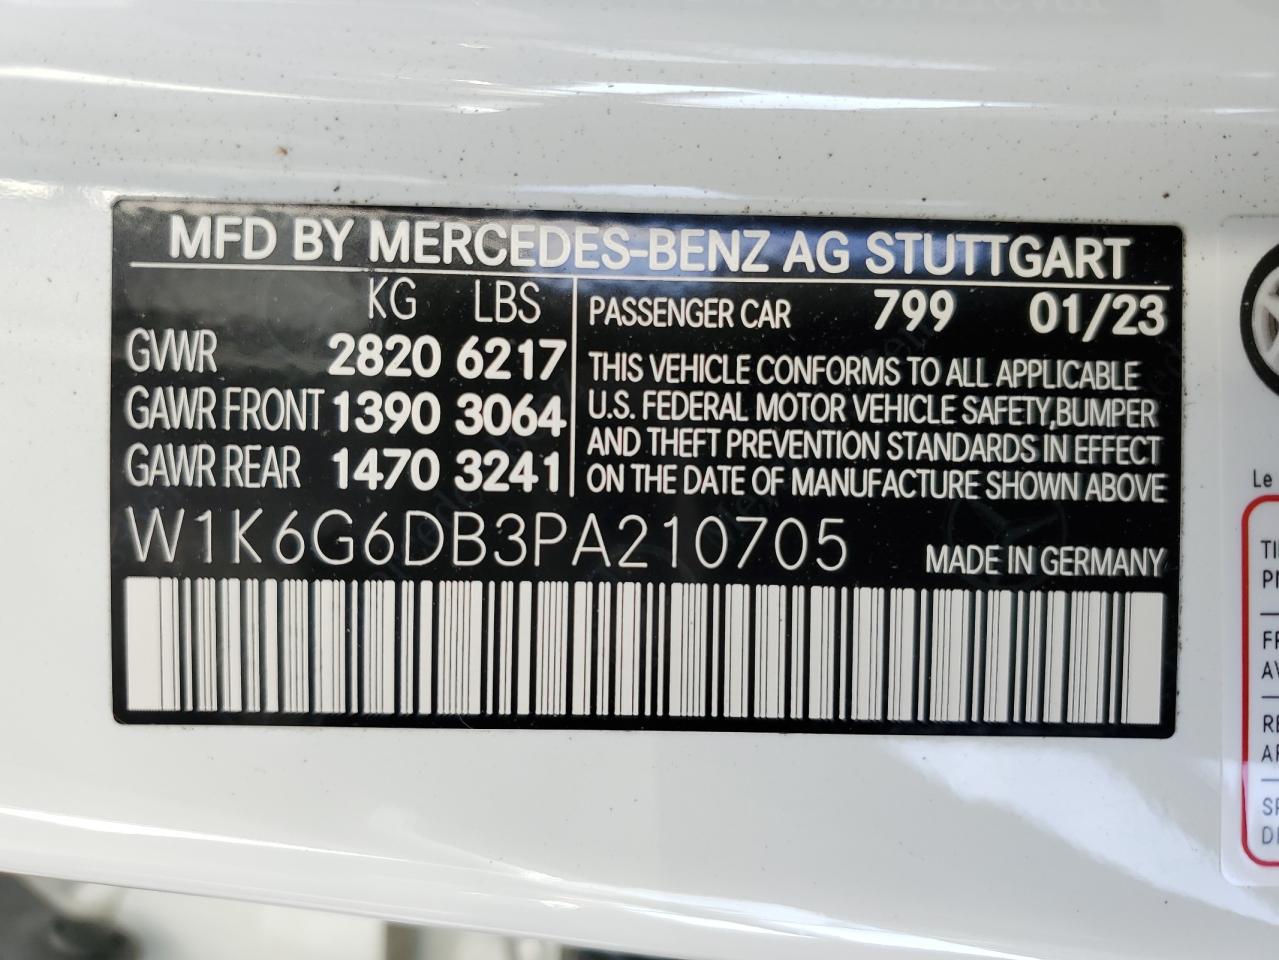 MFD BY MERCEDES-BENZ AG STUTTGART
KG LBS
GVWR 2820 6217
GAWR FRONT 1390 3064
GAWR REAR 1470 3241
PASSENGER CAR 799 01/23
THIS VEHICLE CONFORMS TO ALL APPLICABLE
U.S. FEDERAL MOTOR VEHICLE SAFETY,BUMPER
AND THEFT PREVENTION STANDARDS IN EFFECT
ON THE DATE OF MANUFACTURE SHOWN ABOVE
W1K6G6DB3PA210705
MADE IN GERMANY
Le